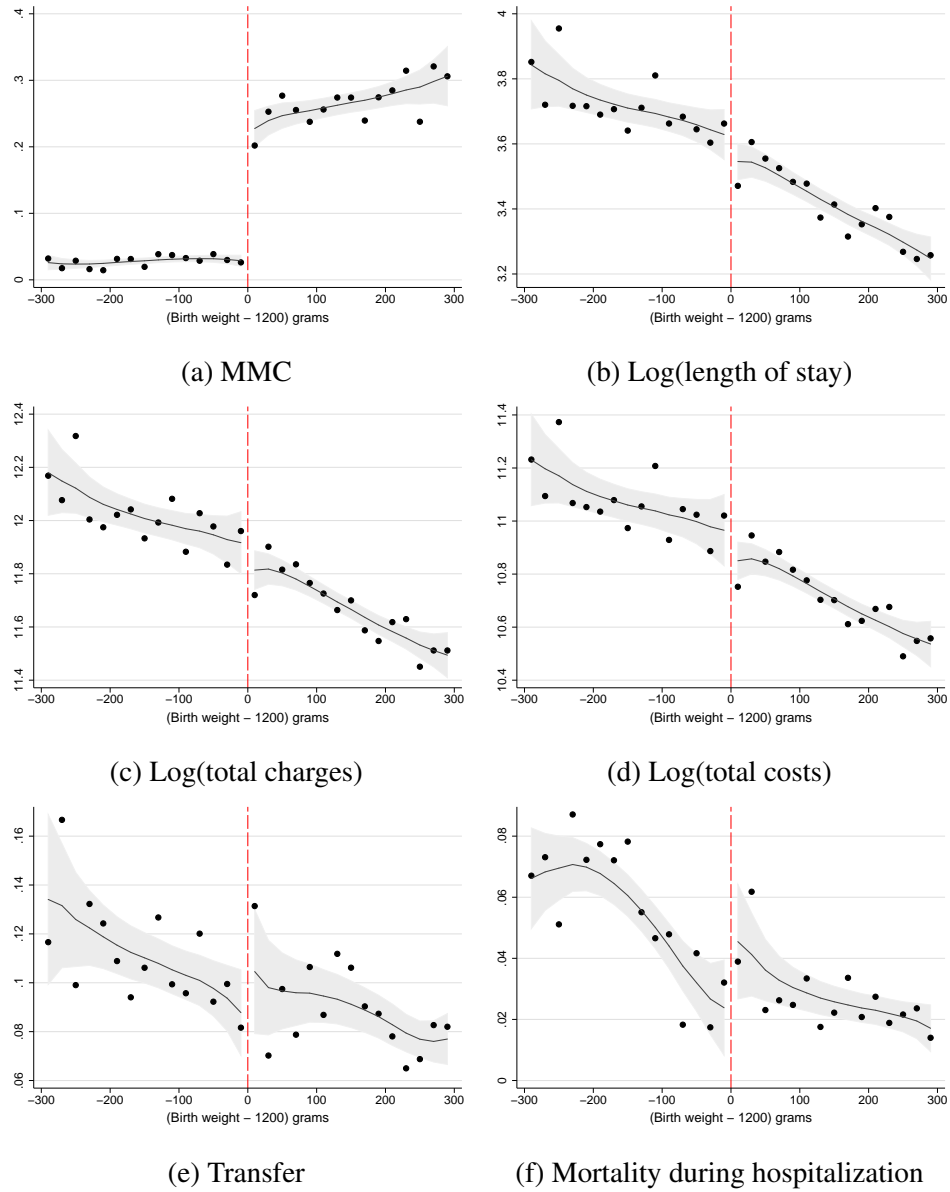 .4
.3
.2
.1
0
−300 −200 −100 0 100 200 300
(Birth weight − 1200) grams
(a) MMC
3.8
3.6
3.4
3.2
−300 −200 −100 0 100 200 300
(Birth weight − 1200) grams
(b) Log(length of stay)
12.4
12.2
12
11.8
11.6
11.4
−300 −200 −100 0 100 200 300
(Birth weight − 1200) grams
(c) Log(total charges)
11.4
11.2
11
10.8
10.6
10.4
−300 −200 −100 0 100 200 300
(Birth weight − 1200) grams
(d) Log(total costs)
.16
.14
.12
.1
.08
.06
−300 −200 −100 0 100 200 300
(Birth weight − 1200) grams
(e) Transfer
.08
.06
.04
.02
0
−300 −200 −100 0 100 200 300
(Birth weight − 1200) grams
(f) Mortality during hospitalization